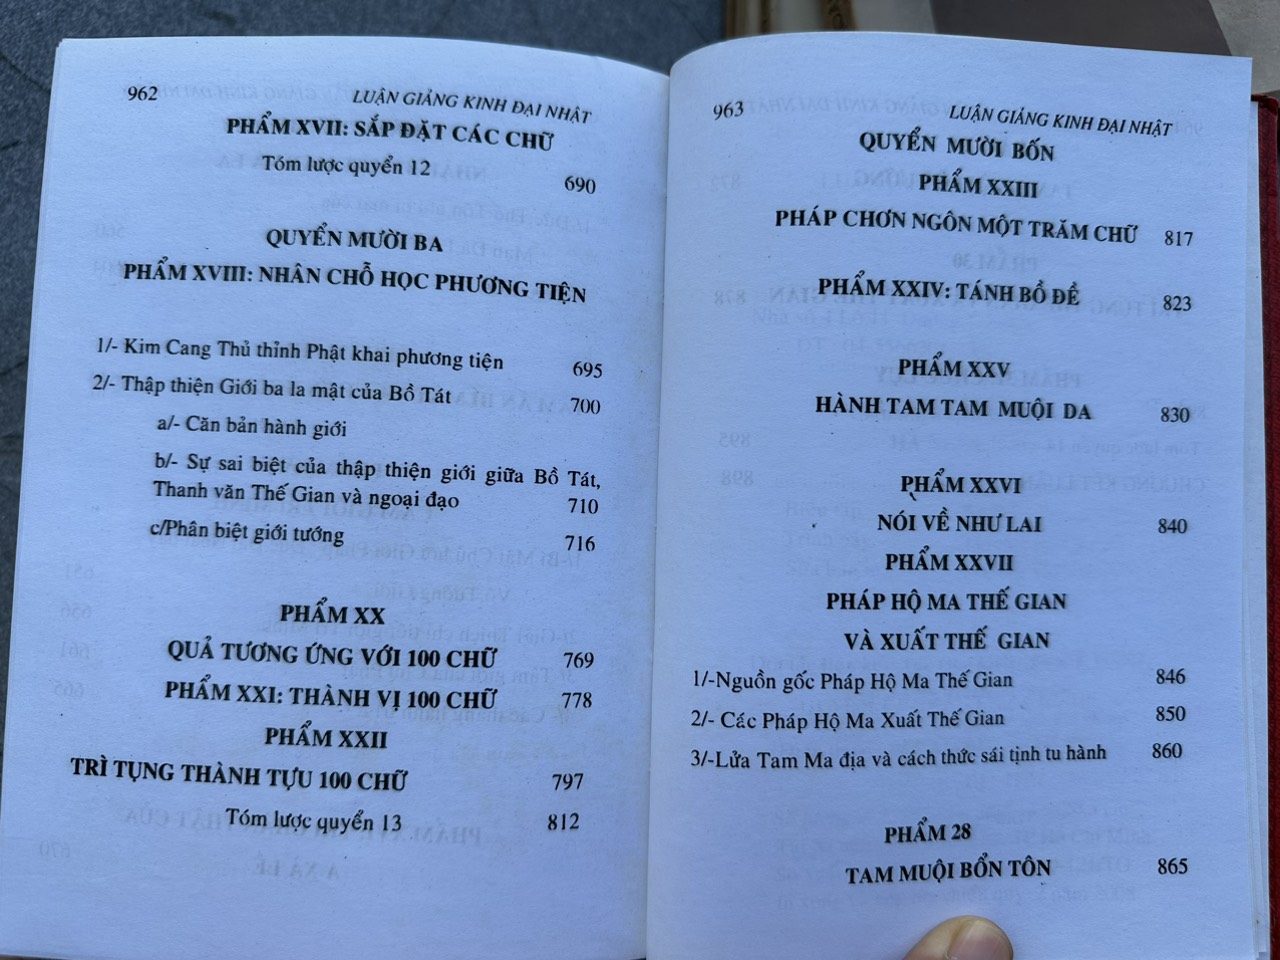 962
LUẬN GIẢNG KINH ĐẠI NHẬT
PHẨM XVII: SẮP ĐẶT CÁC CHỮ
Tóm lược quyển 12 690
QUYỂN MƯỜI BA
PHẨM XVIII: NHÂN CHỖ HỌC PHƯƠNG TIỆN
1/- Kim Cang Thủ thỉnh Phật khai phương tiện 695
2/- Thập thiện Giới ba la mật của Bồ Tát 700
a/- Căn bản hành giới
b/- Sự sai biệt của thập thiện giới giữa Bồ Tát,
Thanh văn Thế Gian và ngoại đạo 710
c/Phân biệt giới tướng 716
PHẨM XX
QUẢ TƯƠNG ỨNG VỚI 100 CHỮ 769
PHẨM XXI: THÀNH VỊ 100 CHỮ 778
PHẨM XXII
TRÌ TỤNG THÀNH TỰU 100 CHỮ 797
Tóm lược quyển 13 812
963
LUẬN GIẢNG KINH ĐẠI NHẬT
QUYỂN MƯỜI BỐN
PHẨM XXIII
PHÁP CHƠN NGÔN MỘT TRĂM CHỮ 817
PHẨM XXIV: TÁNH BỒ ĐỀ 823
PHẨM XXV
HÀNH TAM TAM MUỘI DA 830
PHẨM XXVI
NÓI VỀ NHƯ LAI 840
PHẨM XXVII
PHÁP HỘ MA THẾ GIAN
VÀ XUẤT THẾ GIAN
1/-Nguồn gốc Pháp Hộ Ma Thế Gian 846
2/- Các Pháp Hộ Ma Xuất Thế Gian 850
3/-Lửa Tam Ma địa và cách thức sái tịnh tu hành 860
PHẨM 28
TAM MUỘI BỔN TÔN 865